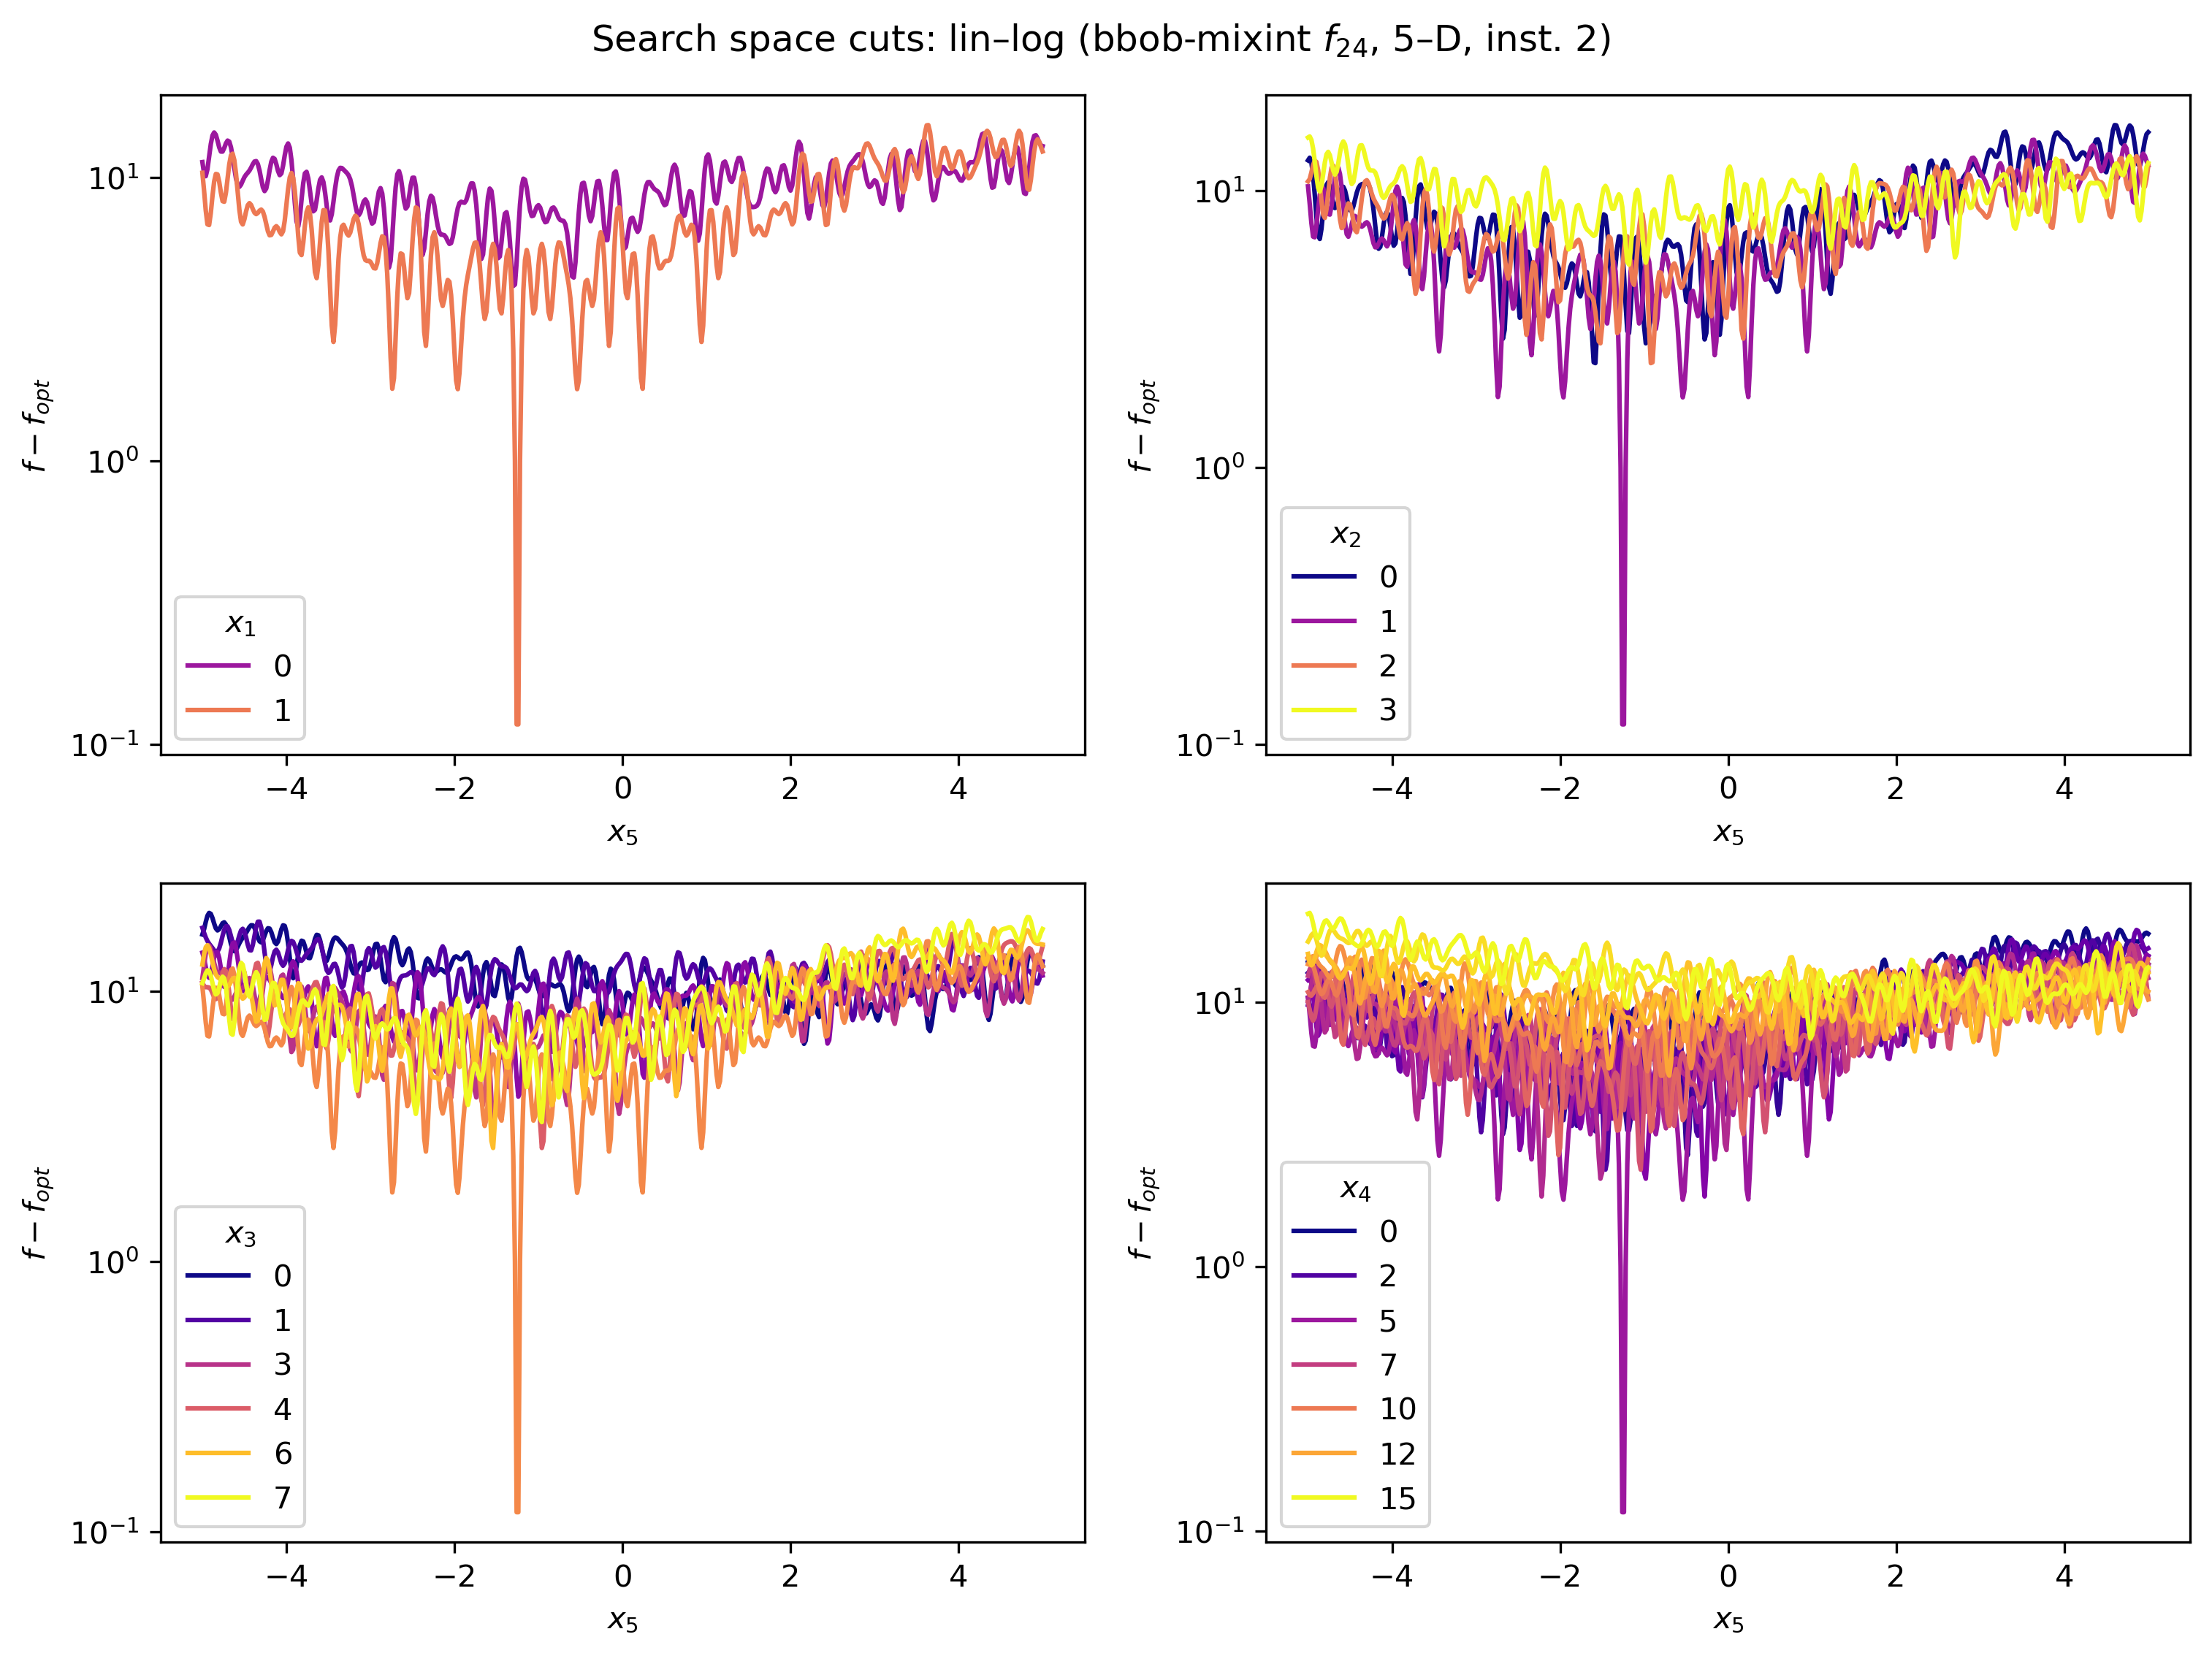 Search space cuts: lin–log (bbob-mixint f24, 5–D, inst. 2)
10^1
10^0
10^−1
f − fopt
x1
0
1
−4 −2 0 2 4
x5
10^1
10^0
10^−1
f − fopt
x2
0
1
2
3
−4 −2 0 2 4
x5
10^1
10^0
10^−1
f − fopt
x3
0
1
3
4
6
7
−4 −2 0 2 4
x5
10^1
10^0
10^−1
f − fopt
x4
0
2
5
7
10
12
15
−4 −2 0 2 4
x5